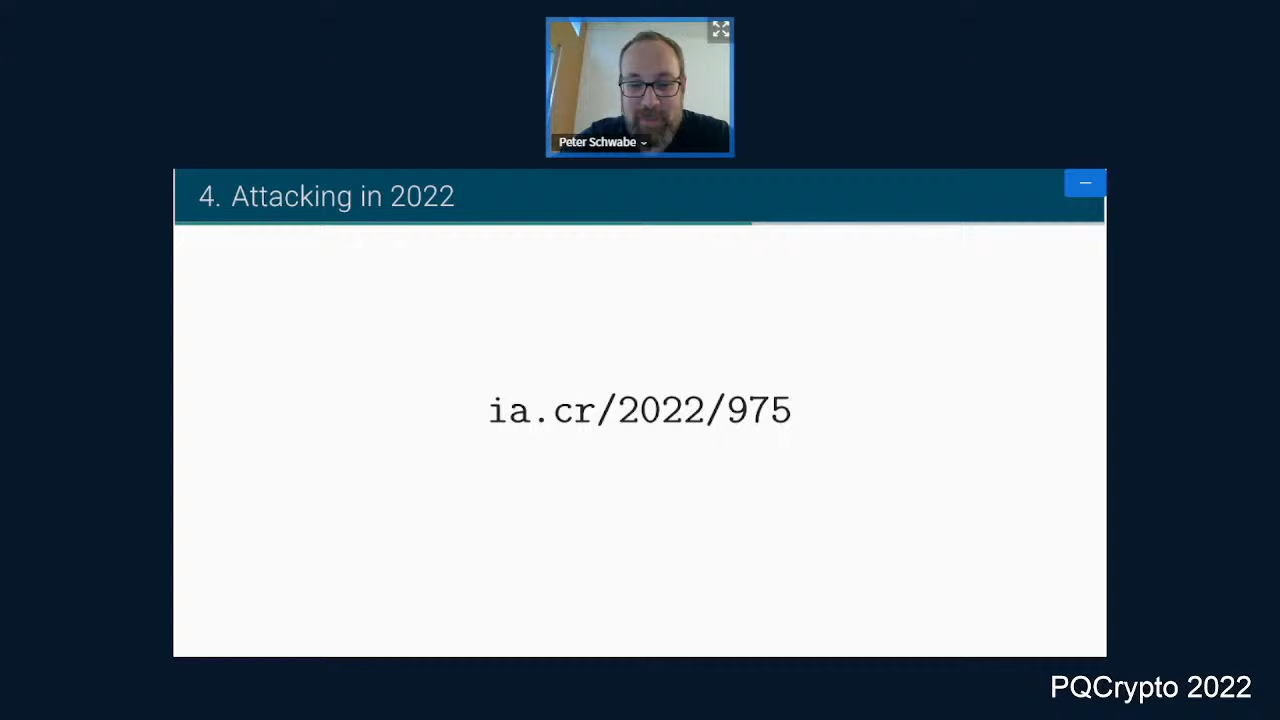 Peter Schwabe
4. Attacking in 2022
ia.cr/2022/975
PQCrypto 2022